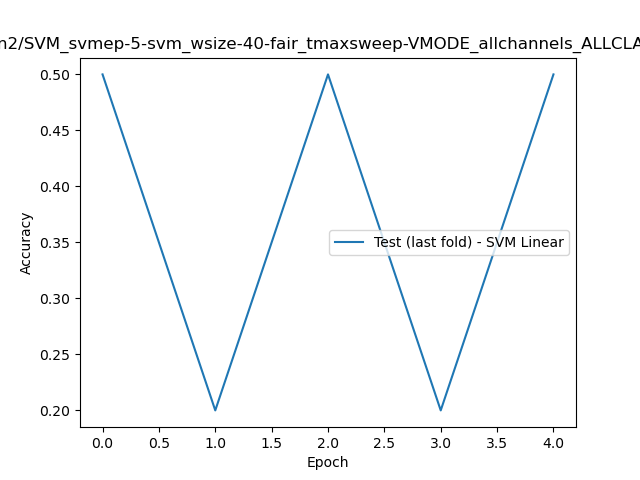 n2/SVM_svmep-5-svm_wsize-40-fair_tmaxsweep-VMODE_allchannels_ALLCLA
0.50
0.45
0.40
0.35
0.30
0.25
0.20
Accuracy
Test (last fold) - SVM Linear
0.0 0.5 1.0 1.5 2.0 2.5 3.0 3.5 4.0
Epoch